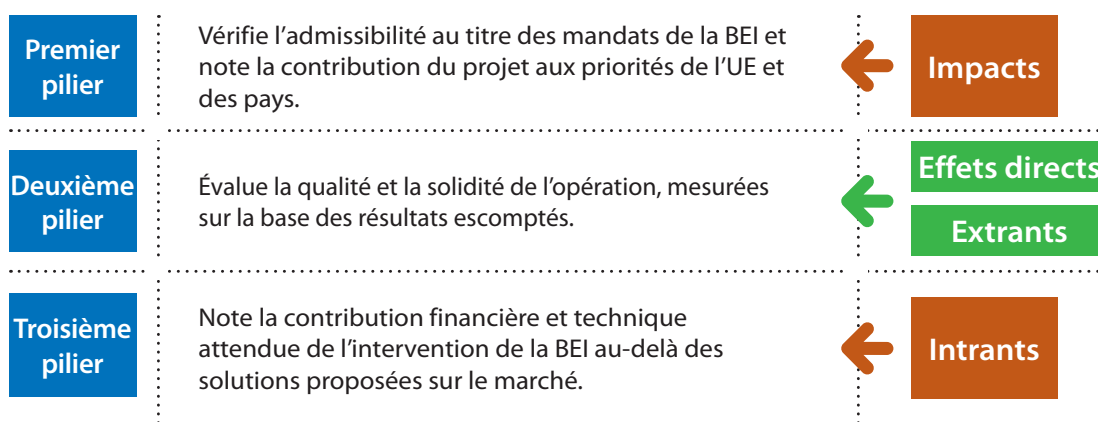 Premier
pilier
Vérifie l’admissibilité au titre des mandats de la BEI et
note la contribution du projet aux priorités de l’UE et
des pays.
Impacts
Deuxième
pilier
Évalue la qualité et la solidité de l’opération, mesurées
sur la base des résultats escomptés.
Effets directs
Extrants
Troisième
pilier
Note la contribution financière et technique
attendue de l’intervention de la BEI au-delà des
solutions proposées sur le marché.
Intrants